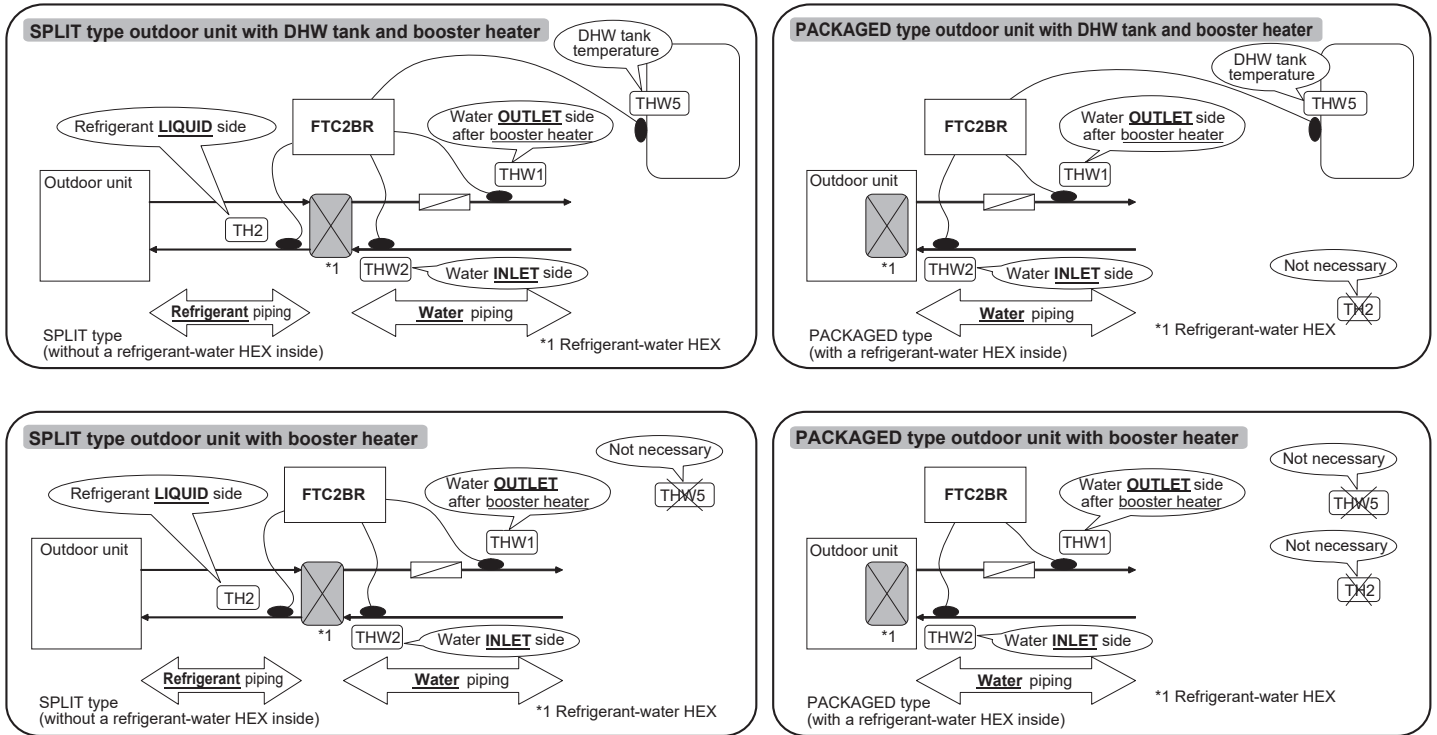 SPLIT type outdoor unit with DHW tank and booster heater
DHW tank
temperature
THW5
Refrigerant LIQUID side
FTC2BR
Water OUTLET side
after booster heater
THW1
Outdoor unit
TH2
*1
THW2
Water INLET side
Refrigerant piping
Water piping
SPLIT type
(without a refrigerant-water HEX inside)
*1 Refrigerant-water HEX
PACKAGED type outdoor unit with DHW tank and booster heater
DHW tank
temperature
THW5
FTC2BR
Water OUTLET side
after booster heater
THW1
Outdoor unit
*1
THW2
Water INLET side
Not necessary
TH2
Water piping
PACKAGED type
(with a refrigerant-water HEX inside)
*1 Refrigerant-water HEX
SPLIT type outdoor unit with booster heater
Not necessary
THW5
Refrigerant LIQUID side
FTC2BR
Water OUTLET
after booster heater
THW1
Outdoor unit
TH2
*1
THW2
Water INLET side
Refrigerant piping
Water piping
SPLIT type
(without a refrigerant-water HEX inside)
*1 Refrigerant-water HEX
PACKAGED type outdoor unit with booster heater
Not necessary
THW5
FTC2BR
Water OUTLET side
after booster heater
THW1
Outdoor unit
Not necessary
TH2
*1
THW2
Water INLET side
Water piping
PACKAGED type
(with a refrigerant-water HEX inside)
*1 Refrigerant-water HEX